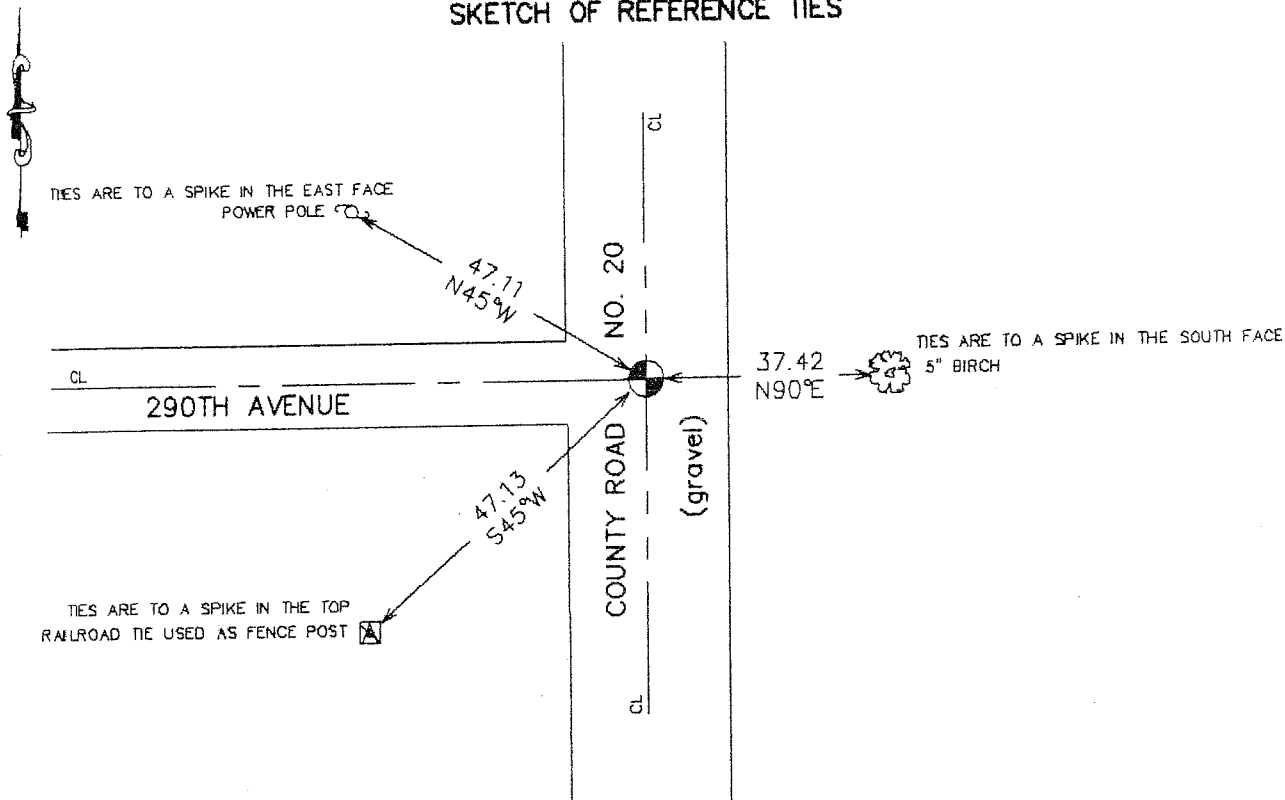 SKETCH OF REFERENCE TIES
CL
TIES ARE TO A SPIKE IN THE EAST FACE
POWER POLE
47.11
N45°W
COUNTY ROAD NO. 20
TIES ARE TO A SPIKE IN THE SOUTH FACE
5" BIRCH
37.42
N90°E
CL
290TH AVENUE
(gravel)
47.13
S45°W
TIES ARE TO A SPIKE IN THE TOP
RAILROAD TIE USED AS FENCE POST
CL